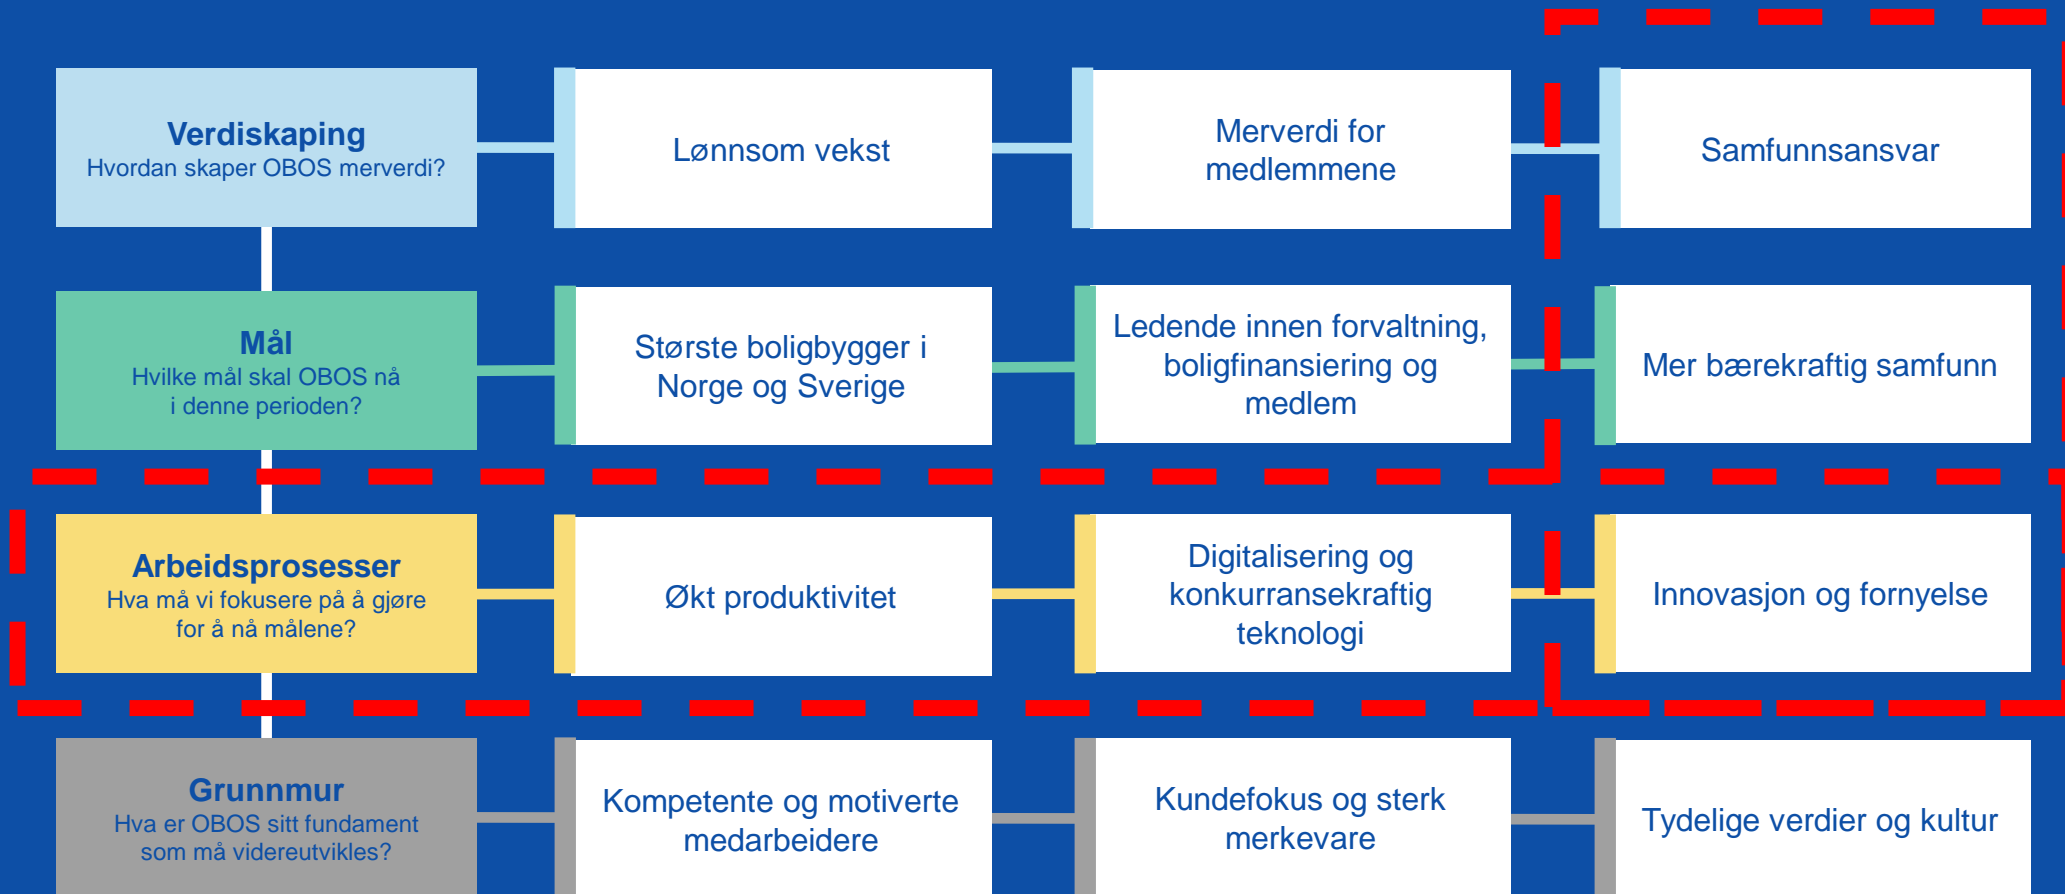 Verdiskaping
Hvordan skaper OBOS merverdi?
Lønnsom vekst
Merverdi for
medlemmene
Samfunnsansvar
Mål
Hvilke mål skal OBOS nå
i denne perioden?
Største boligbygger i
Norge og Sverige
Ledende innen forvaltning,
boligfinansiering og
medlem
Mer bærekraftig samfunn
Arbeidsprosesser
Hva må vi fokusere på å gjøre
for å nå målene?
Økt produktivitet
Digitalisering og
konkurransekraftig
teknologi
Innovasjon og fornyelse
Grunnmur
Hva er OBOS sitt fundament
som må videreutvikles?
Kompetente og motiverte
medarbeidere
Kundefokus og sterk
merkevare
Tydelige verdier og kultur